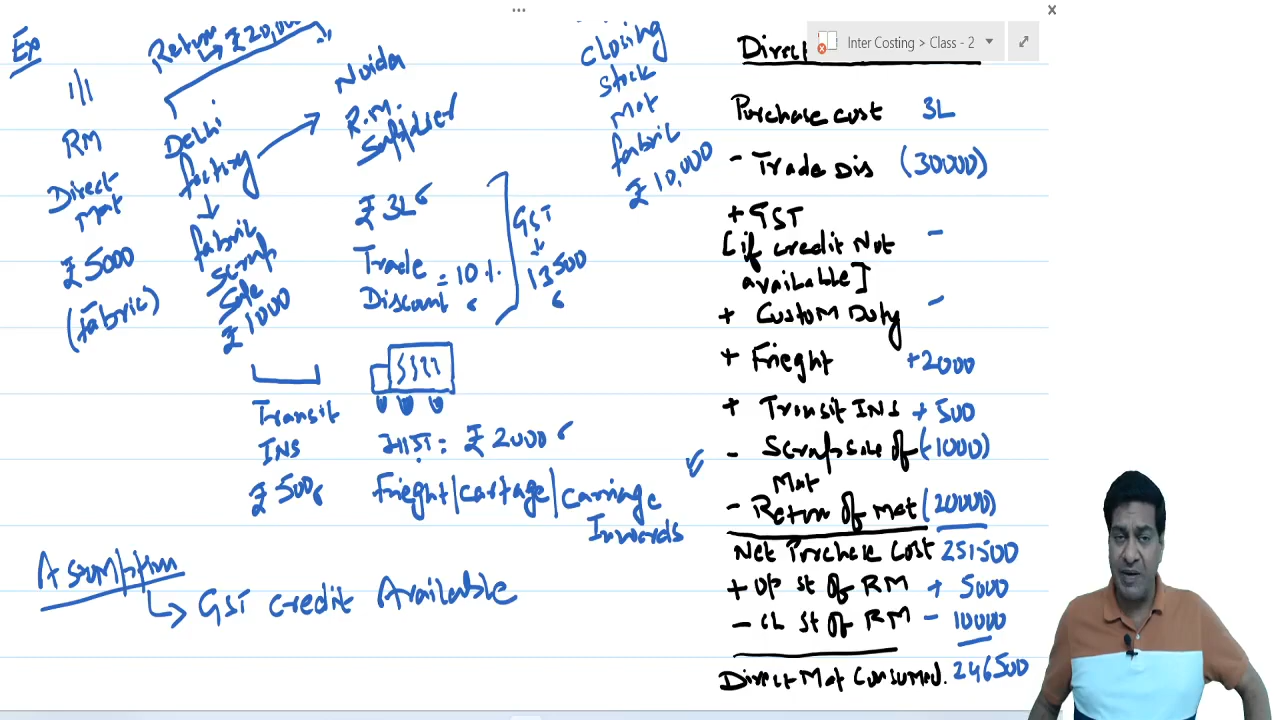 ...
Inter Costing > Class - 2
Ex
1/1
RM
Direct
Mat
₹5000
(fabric)
Return
↳ ₹20,000
Delhi
factory
↓
fabric
Scrap
Sale
₹1000
Noida
R.M.
Supplier
₹3L
Trade
Discount = 10%.
GST
↓
13500
Closing
stock
Mat
fabric
₹10,000
Transit
INS
₹500
भाड़ा: ₹2000
Frieght/cartage/carriage
Inwards
Asumption
↳ GST credit Available
Direct
Purchase cost 3L
- Trade Dis (30000)
+ GST
[if credit Not -
available]
+ Custom Duty -
+ Frieght +2000
+ Transit INS + 500
- Scrap sale of (-1000)
Mat
- Return of Mat (20000)
Net Purchase Cost 251500
+ OP st of RM + 5000
- cl st of RM - 10000
Direct Mat Consumed. 246500